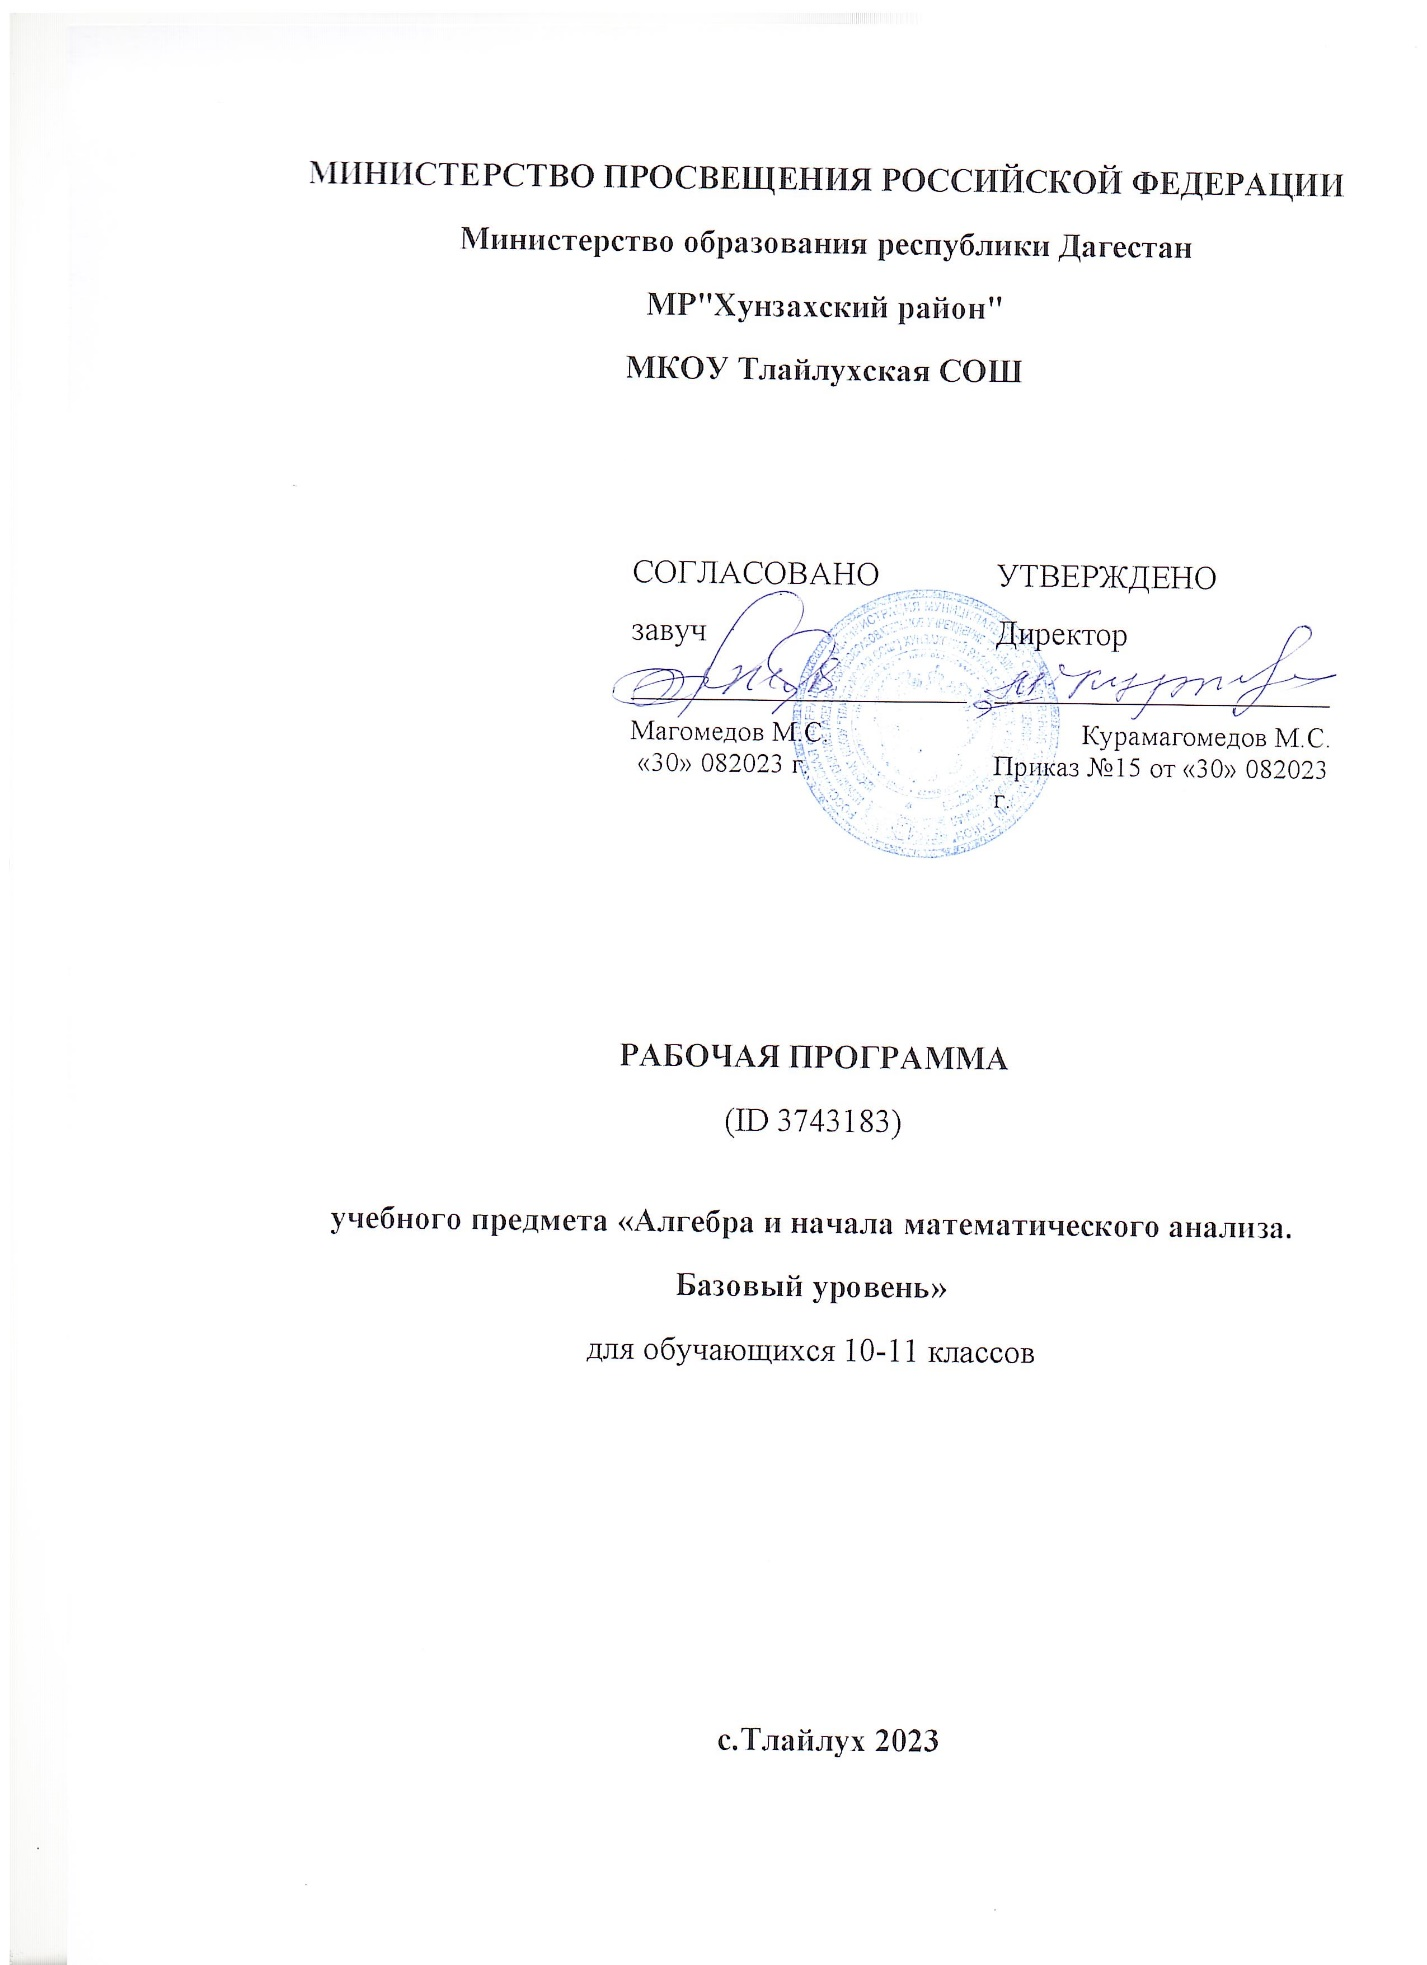 МИНИСТЕРСТВО ПРОСВЕЩЕНИЯ РОССИЙСКОЙ ФЕДЕРАЦИИ
Министерство образования республики Дагестан
МР"Хунзахский район"
МКОУ Тлайлухская СОШ
СОГЛАСОВАНО
завуч
Магомедов М.С.
«30» 082023 г.
УТВЕРЖДЕНО
Директор
Курамагомедов М.С.
Приказ №15 от «30» 082023
г.
РАБОЧАЯ ПРОГРАММА
(ID 3743183)
учебного предмета «Алгебра и начала математического анализа.
Базовый уровень»
для обучающихся 10-11 классов
с.Тлайлух 2023